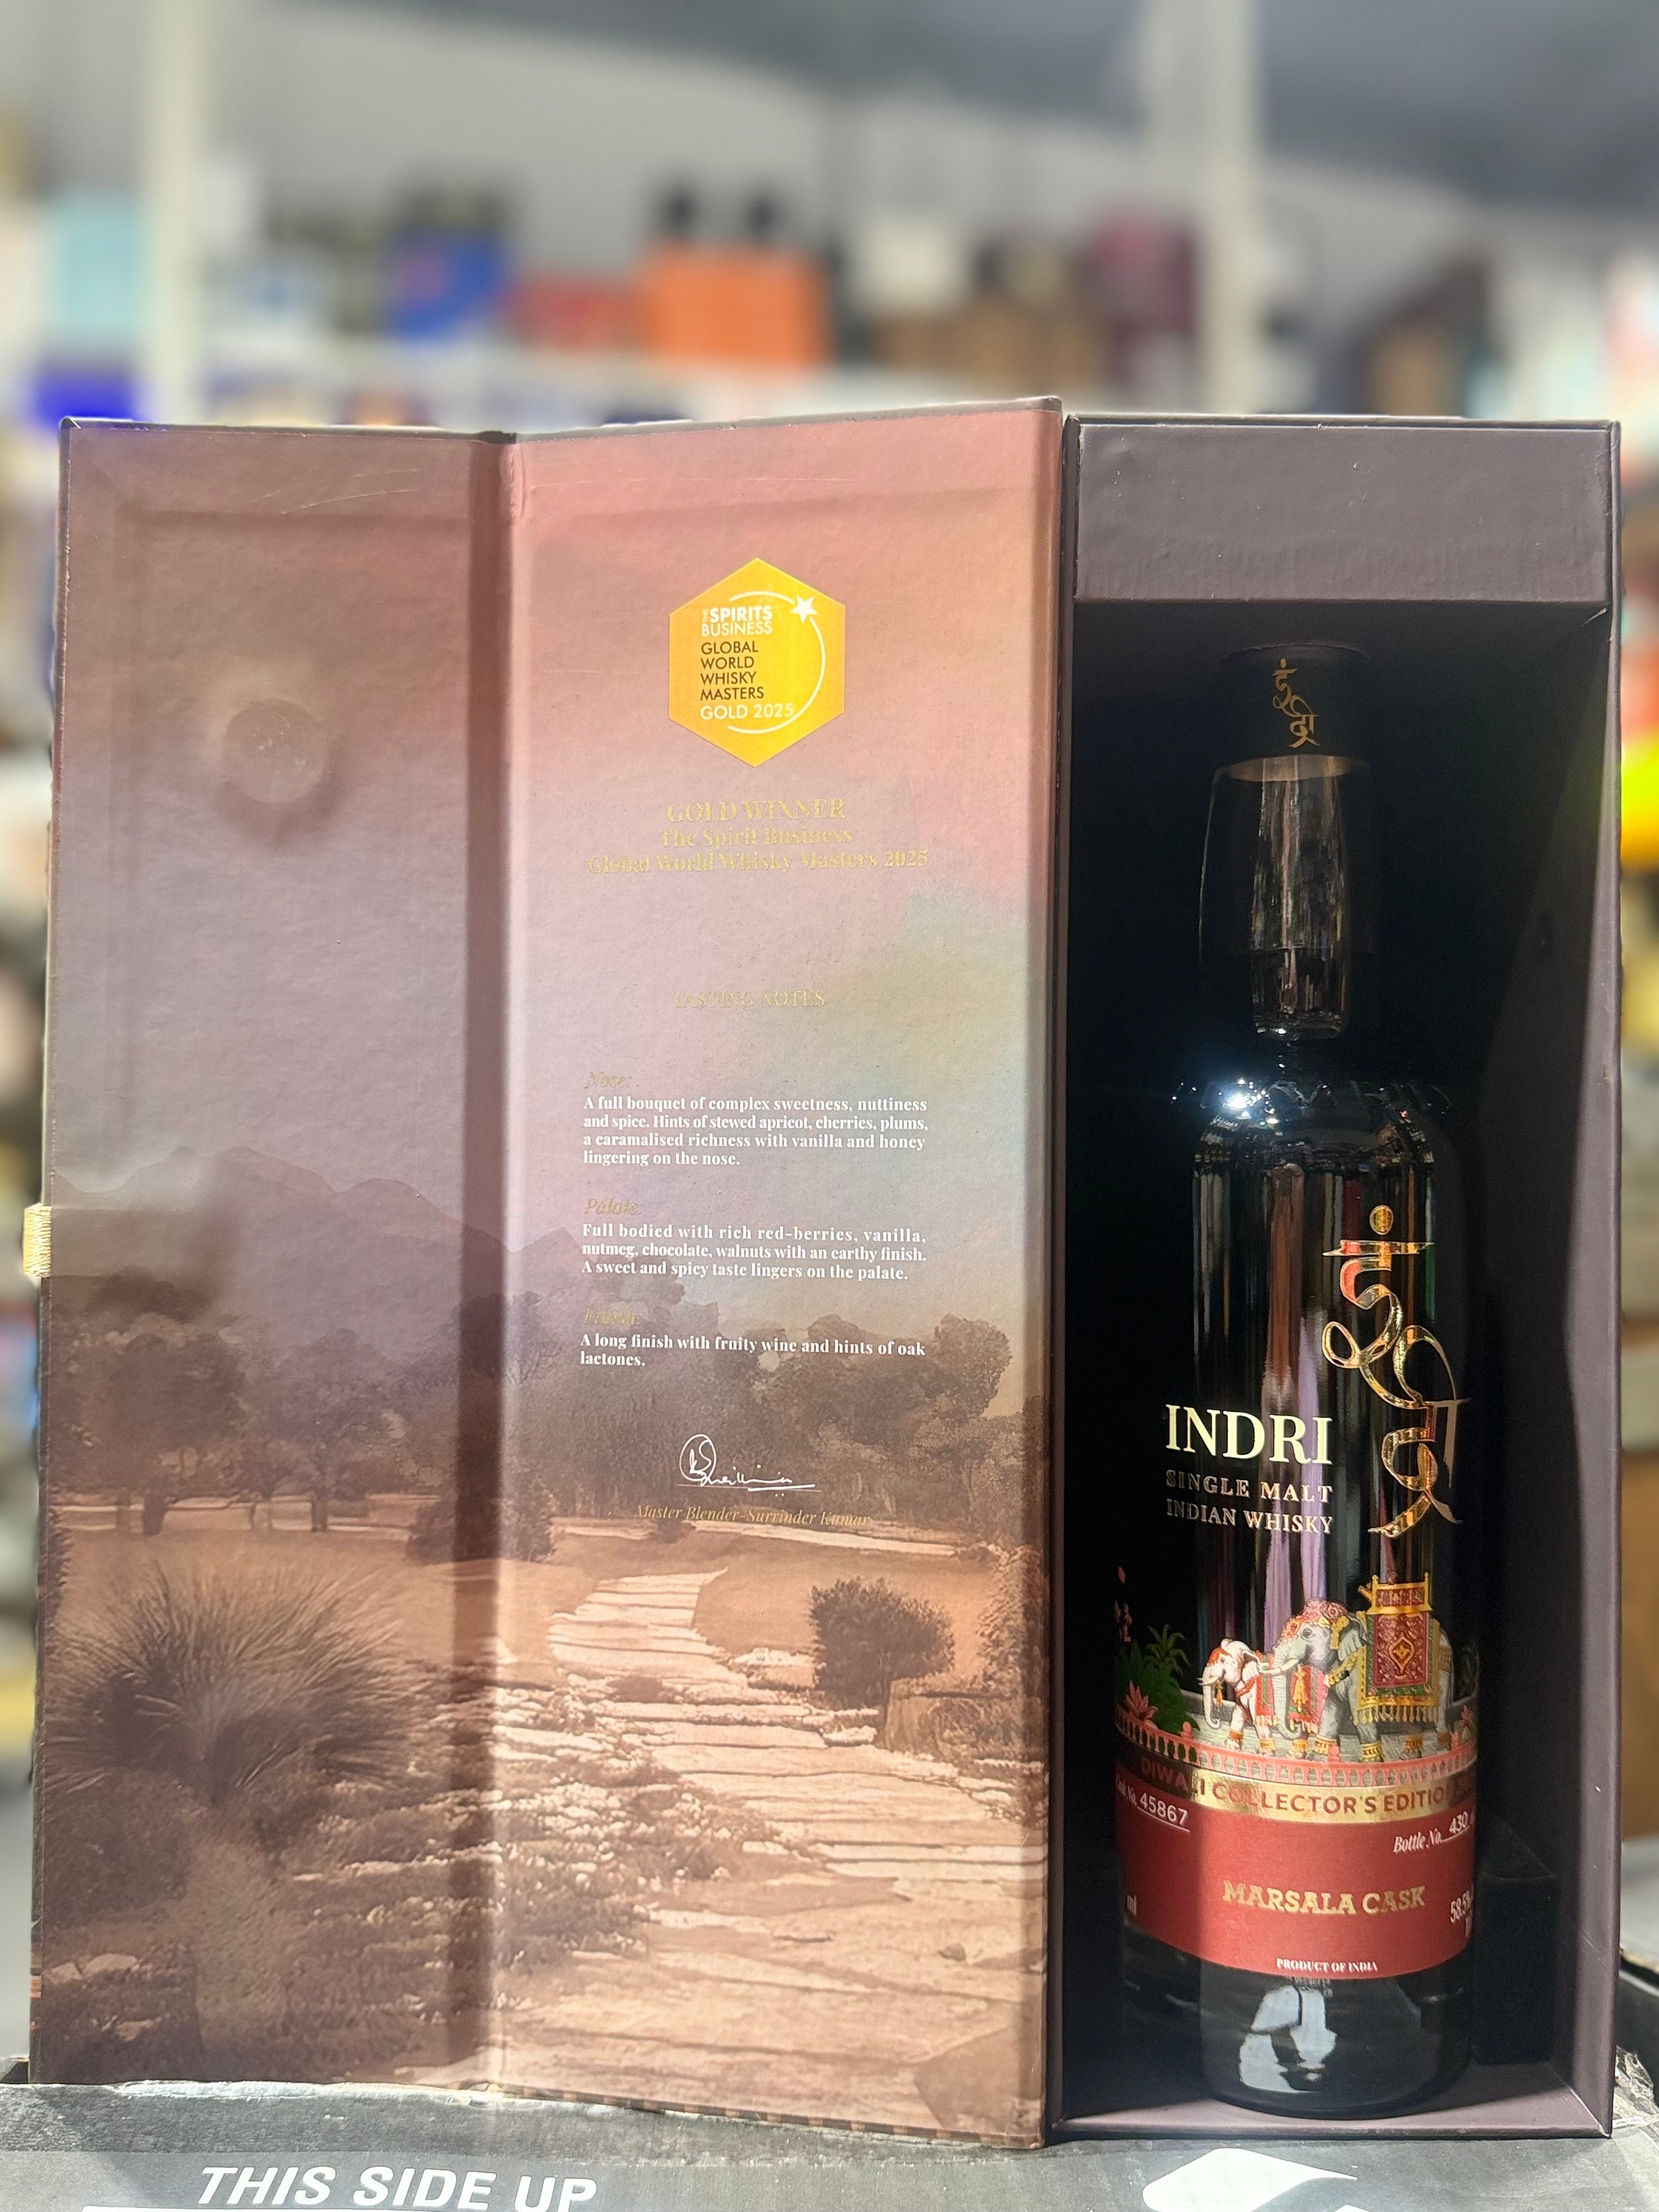 THE SPIRITS
BUSINESS
GLOBAL
WORLD
WHISKY
MASTERS
GOLD 2025
GOLD WINNER
The Spirit Business
Global World Whisky Masters 2025
TASTING NOTES
Nose:
A full bouquet of complex sweetness, nuttiness
and spice. Hints of stewed apricot, cherries, plums,
a caramalised richness with vanilla and honey
lingering on the nose.
Palate
Full bodied with rich red-berries, vanilla,
nutmeg, chocolate, walnuts with an earthy finish.
A sweet and spicy taste lingers on the palate.
Finish:
A long finish with fruity wine and hints of oak
lactones.
Master Blender-Surrinder Kumar
इंद्री
इंद्री
INDRI
SINGLE MALT
INDIAN WHISKY
DIWALI COLLECTOR'S EDITION
Cask No. 45867
Bottle No. 430
MARSALA CASK
ml
58.5%
PRODUCT OF INDIA
THIS SIDE UP